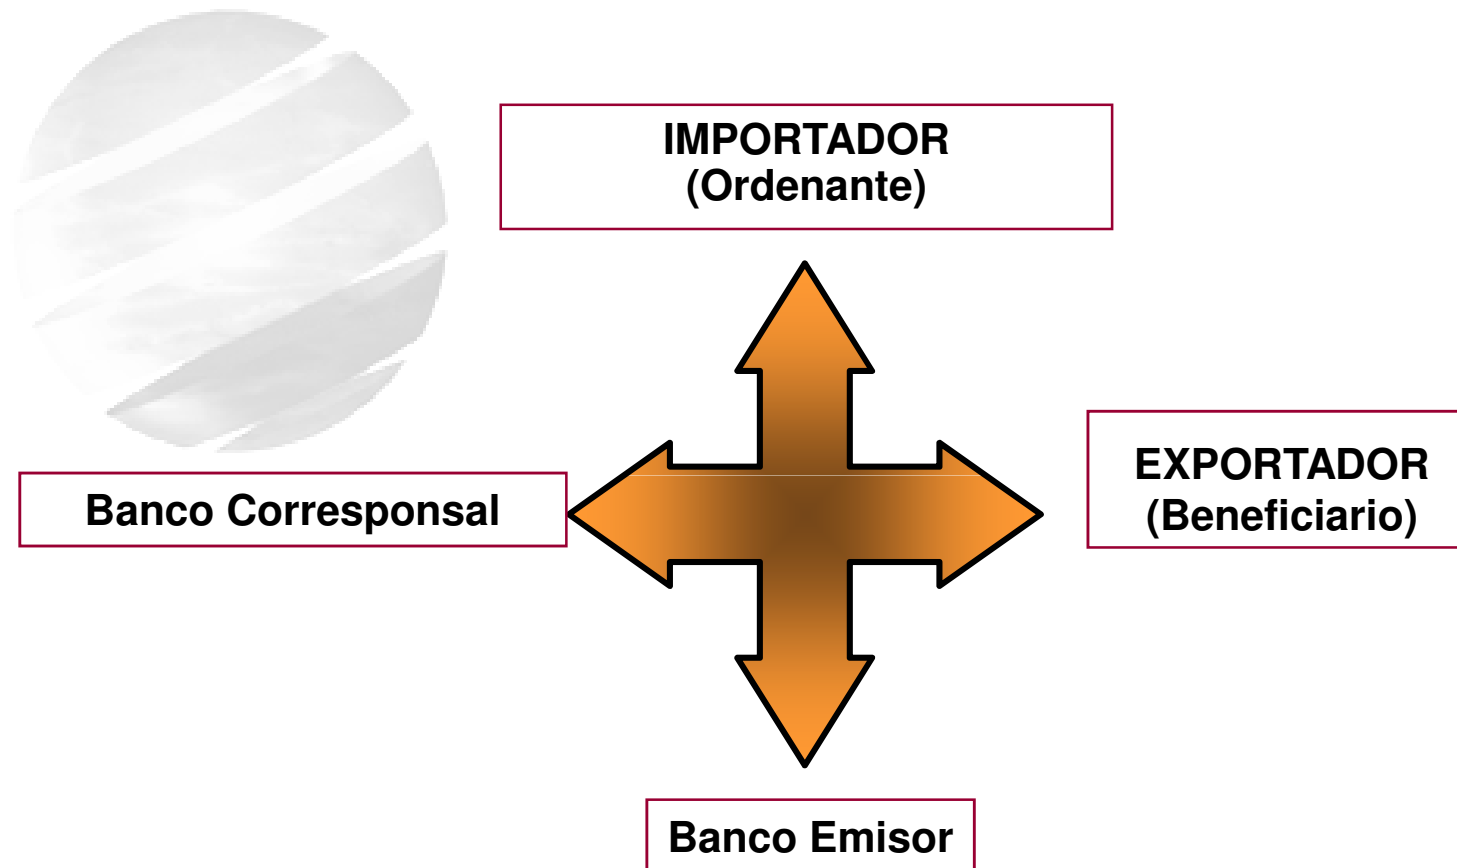 IMPORTADOR
(Ordenante)
EXPORTADOR
(Beneficiario)
Banco Corresponsal
Banco Emisor